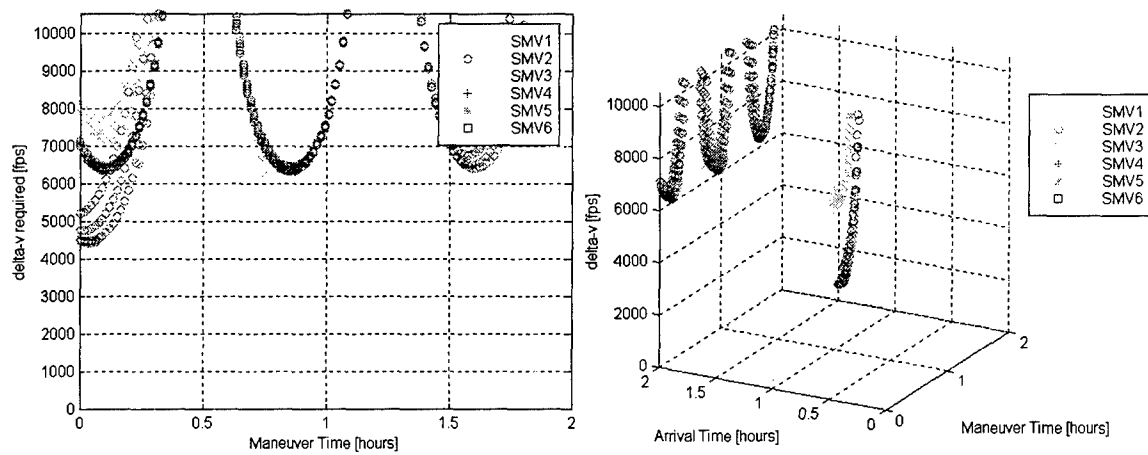 10000
9000
8000
7000
6000
5000
4000
3000
2000
1000
0
delta-v required [fps]
0
0.5
1
1.5
2
Maneuver Time [hours]
SMV1
SMV2
SMV3
SMV4
SMV5
SMV6
10000
8000
6000
4000
2000
0
delta-v [fps]
2
1.5
1
0.5
0
Arrival Time [hours]
0
1
2
Maneuver Time [hours]
SMV1
SMV2
SMV3
SMV4
SMV5
SMV6